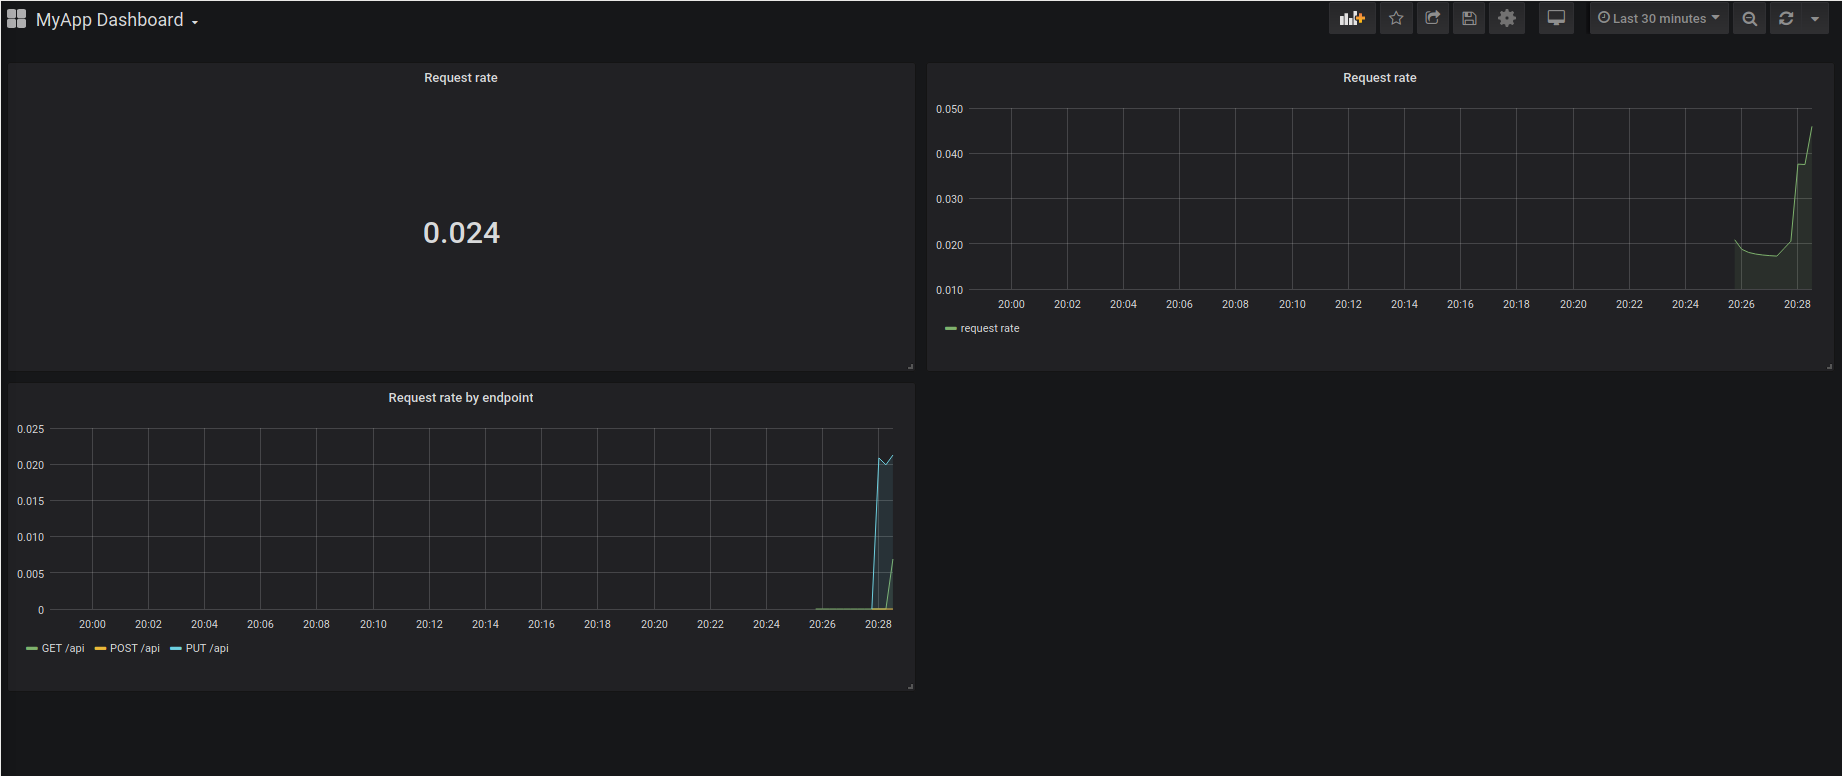 MyApp Dashboard
Last 30 minutes
Request rate
0.024
Request rate
0.050
0.040
0.030
0.020
0.010
20:00 20:02 20:04 20:06 20:08 20:10 20:12 20:14 20:16 20:18 20:20 20:22 20:24 20:26 20:28
request rate
Request rate by endpoint
0.025
0.020
0.015
0.010
0.005
0
20:00 20:02 20:04 20:06 20:08 20:10 20:12 20:14 20:16 20:18 20:20 20:22 20:24 20:26 20:28
GET /api POST /api PUT /api